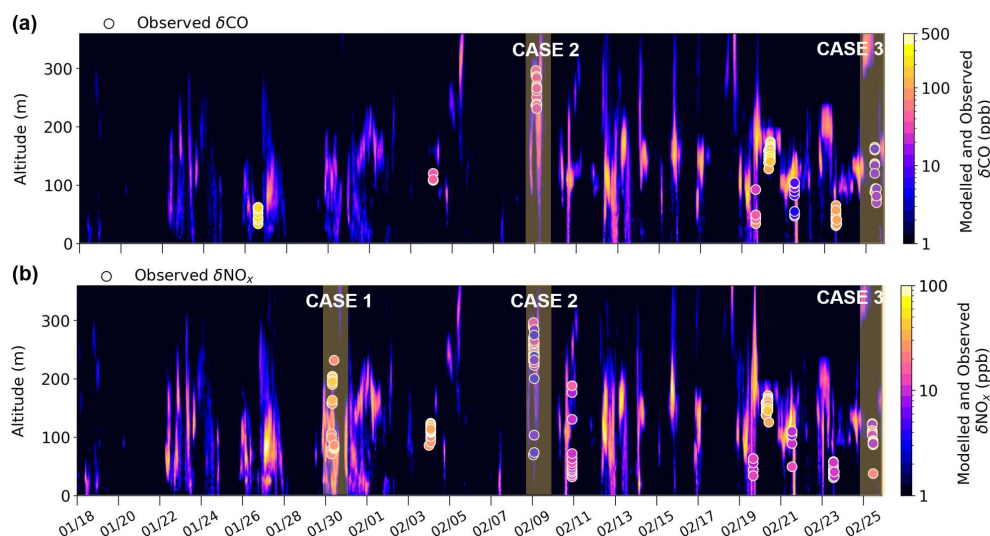 (a)
Observed δCO
CASE 2
CASE 3
300
200
100
0
Altitude (m)
500
100
10
1
Modelled and Observed
δCO (ppb)
(b)
Observed δNOₓ
CASE 1
CASE 2
CASE 3
300
200
100
0
Altitude (m)
100
10
1
Modelled and Observed
δNOₓ (ppb)
01/18 01/20 01/22 01/24 01/26 01/28 01/30 02/01 02/03 02/05 02/07 02/09 02/11 02/13 02/15 02/17 02/19 02/21 02/23 02/25